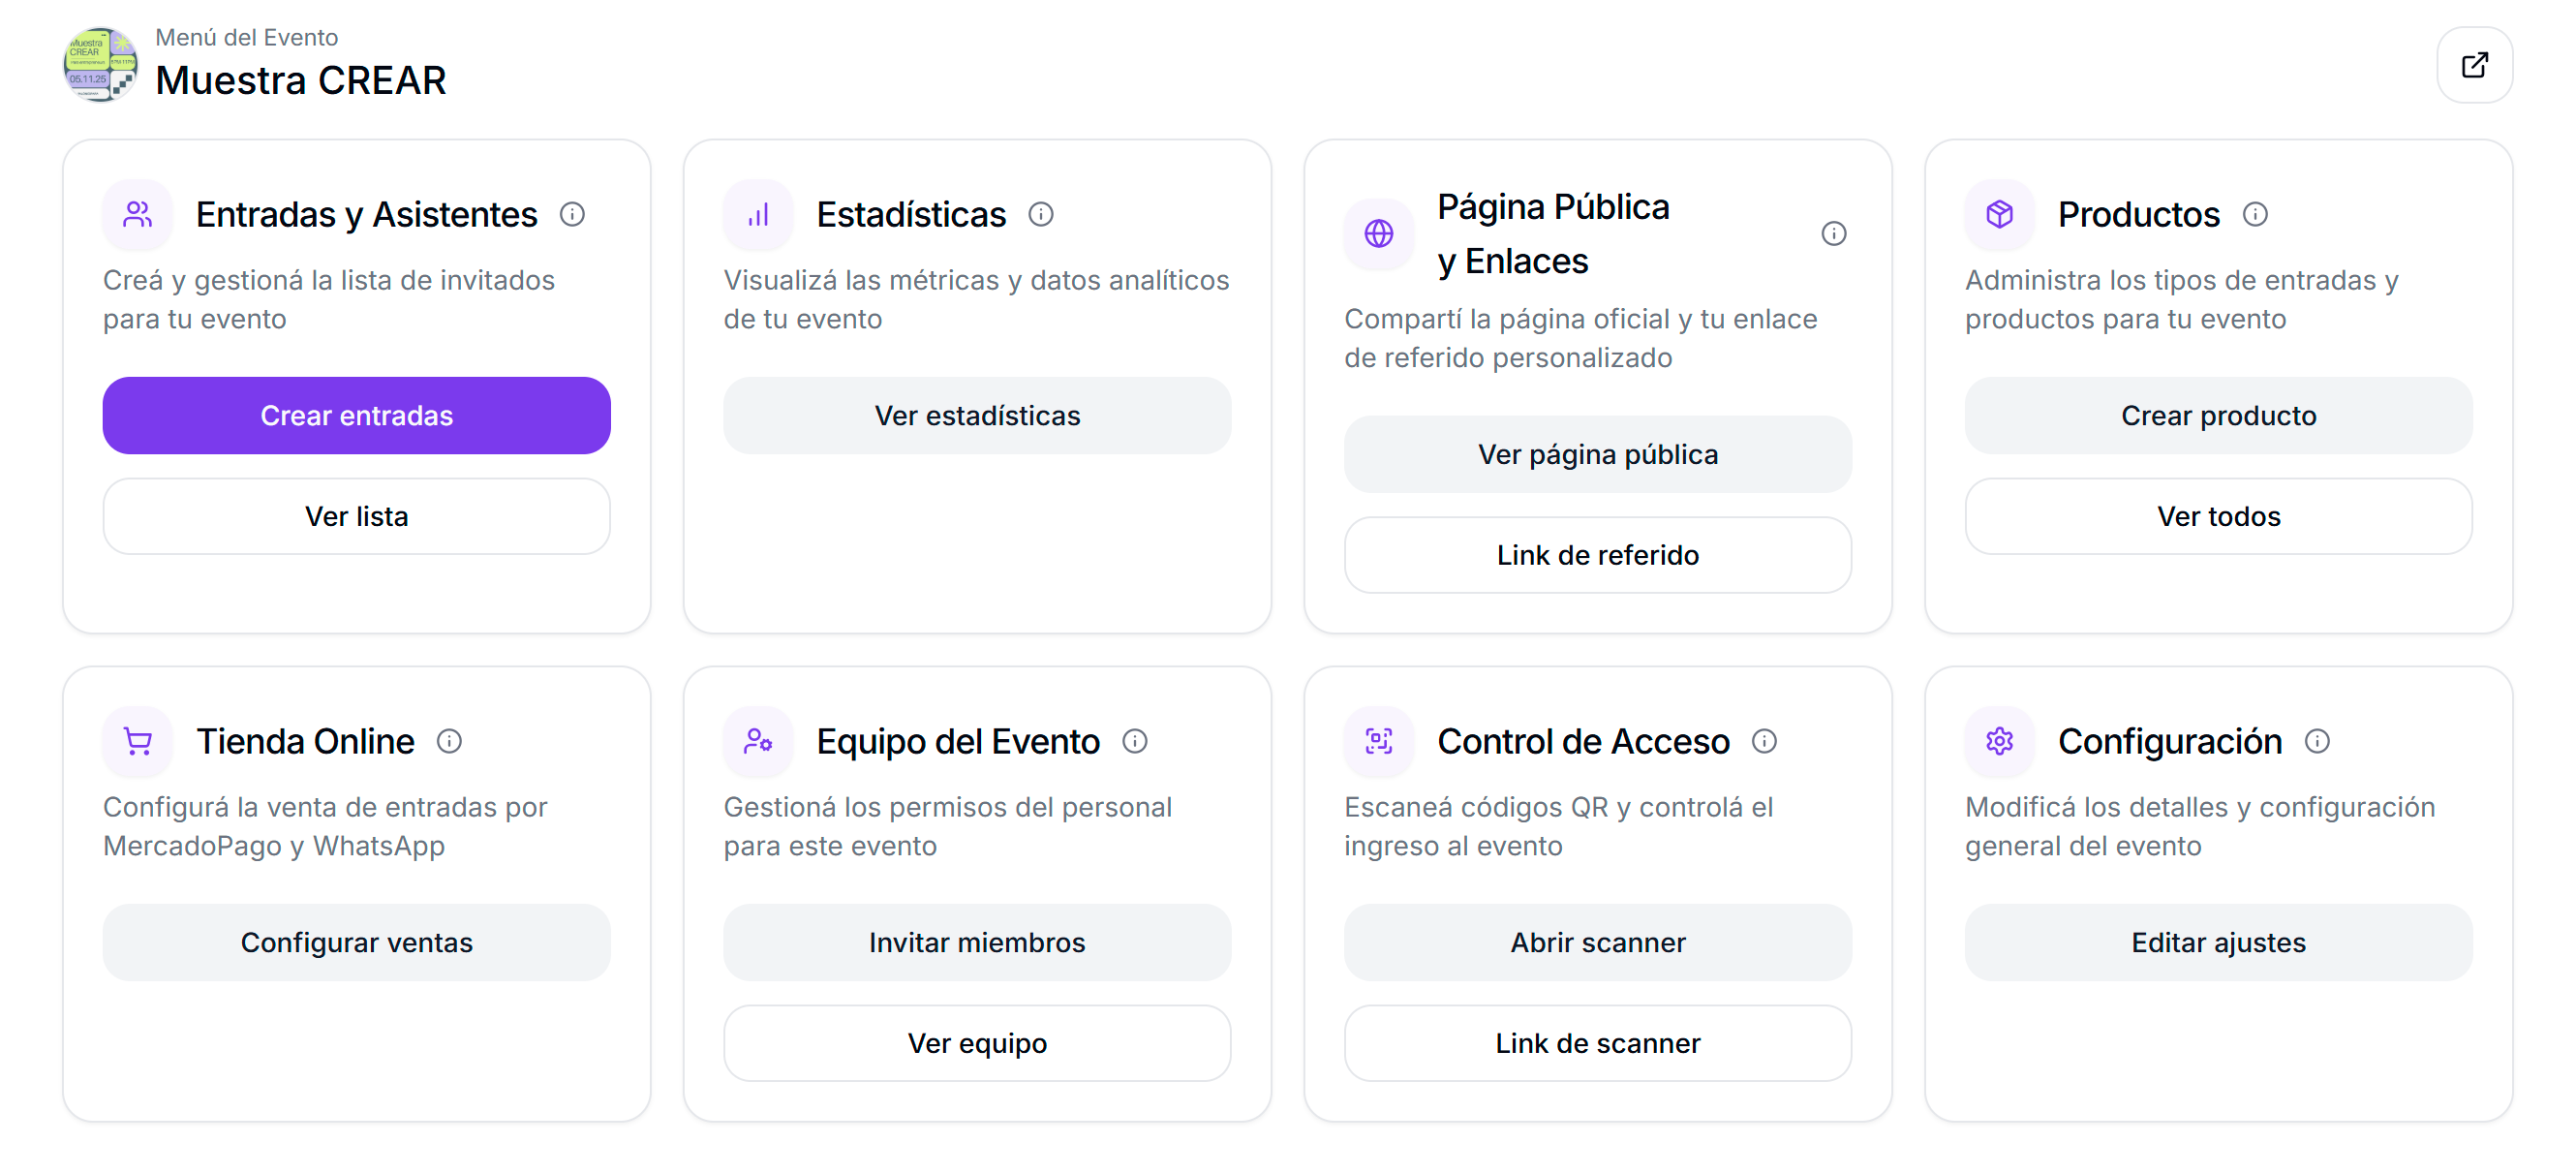 Muestra
CREAR
05.11.25
Menú del Evento
Muestra CREAR
Entradas y Asistentes
Creá y gestioná la lista de invitados
para tu evento
Crear entradas
Ver lista
Estadísticas
Visualizá las métricas y datos analíticos
de tu evento
Ver estadísticas
Página Pública
y Enlaces
Compartí la página oficial y tu enlace
de referido personalizado
Ver página pública
Link de referido
Productos
Administra los tipos de entradas y
productos para tu evento
Crear producto
Ver todos
Tienda Online
Configurá la venta de entradas por
MercadoPago y WhatsApp
Configurar ventas
Equipo del Evento
Gestioná los permisos del personal
para este evento
Invitar miembros
Ver equipo
Control de Acceso
Escaneá códigos QR y controlá el
ingreso al evento
Abrir scanner
Link de scanner
Configuración
Modificá los detalles y configuración
general del evento
Editar ajustes